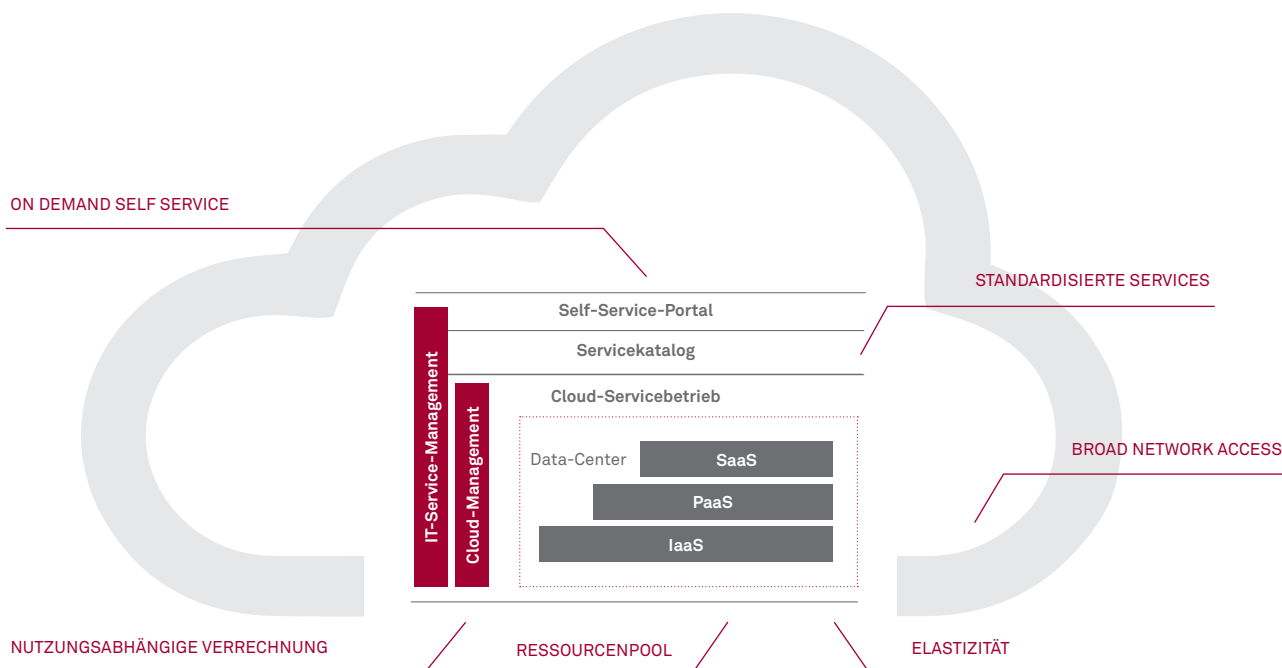 ON DEMAND SELF SERVICE
STANDARDISIERTE SERVICES
Self-Service-Portal
Servicekatalog
IT-Service-Management
Cloud-Management
Cloud-Servicebetrieb
BROAD NETWORK ACCESS
Data-Center
SaaS
PaaS
IaaS
NUTZUNGSABHÄNGIGE VERRECHNUNG
RESSOURCENPOOL
ELASTIZITÄT